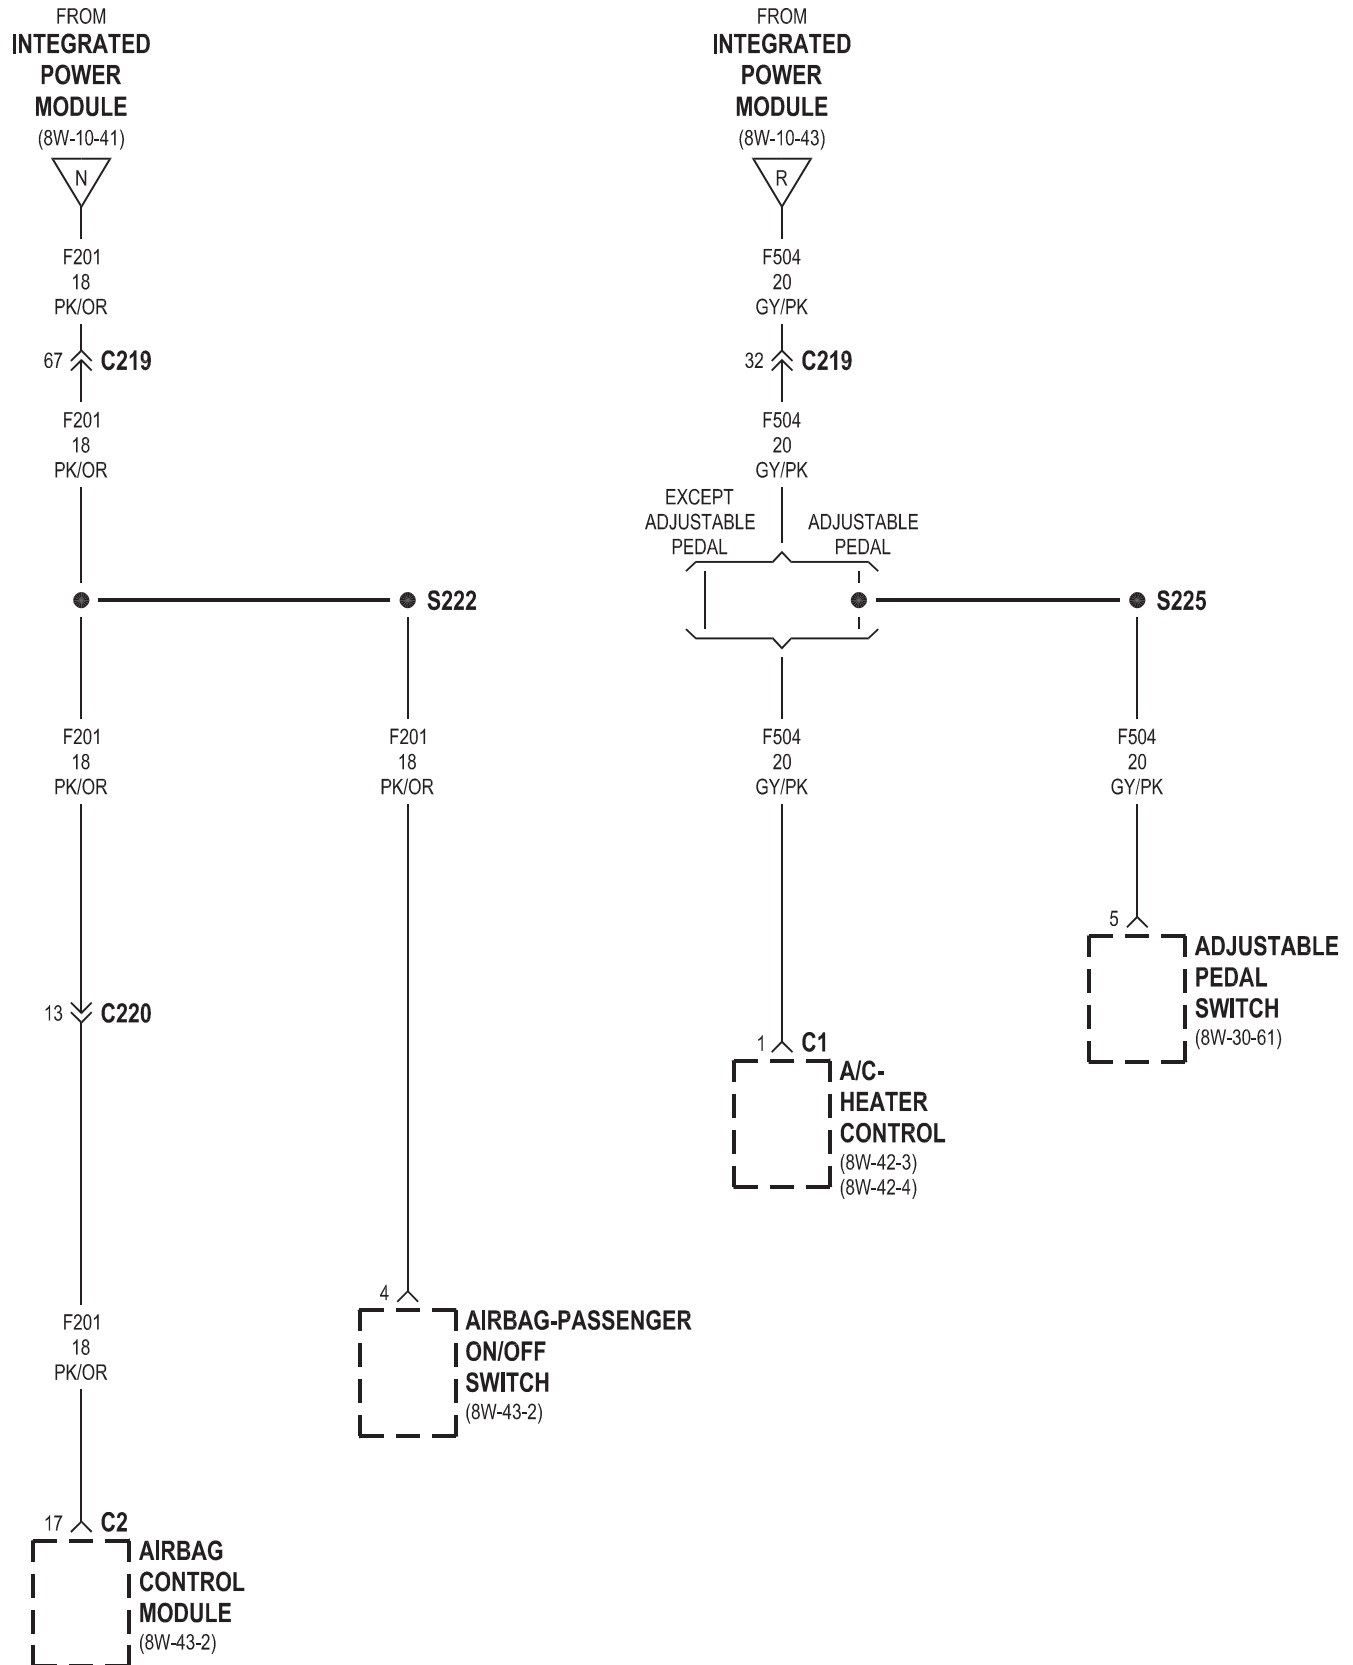 FROM
INTEGRATED
POWER
MODULE
(8W-10-41)
N
F201
18
PK/OR
67
C219
F201
18
PK/OR
S222
F201
18
PK/OR
F201
18
PK/OR
13
C220
F201
18
PK/OR
4
AIRBAG-PASSENGER
ON/OFF
SWITCH
(8W-43-2)
17
C2
AIRBAG
CONTROL
MODULE
(8W-43-2)
FROM
INTEGRATED
POWER
MODULE
(8W-10-43)
R
F504
20
GY/PK
32
C219
F504
20
GY/PK
EXCEPT
ADJUSTABLE
PEDAL
ADJUSTABLE
PEDAL
S225
F504
20
GY/PK
F504
20
GY/PK
5
ADJUSTABLE
PEDAL
SWITCH
(8W-30-61)
1
C1
A/C-
HEATER
CONTROL
(8W-42-3)
(8W-42-4)